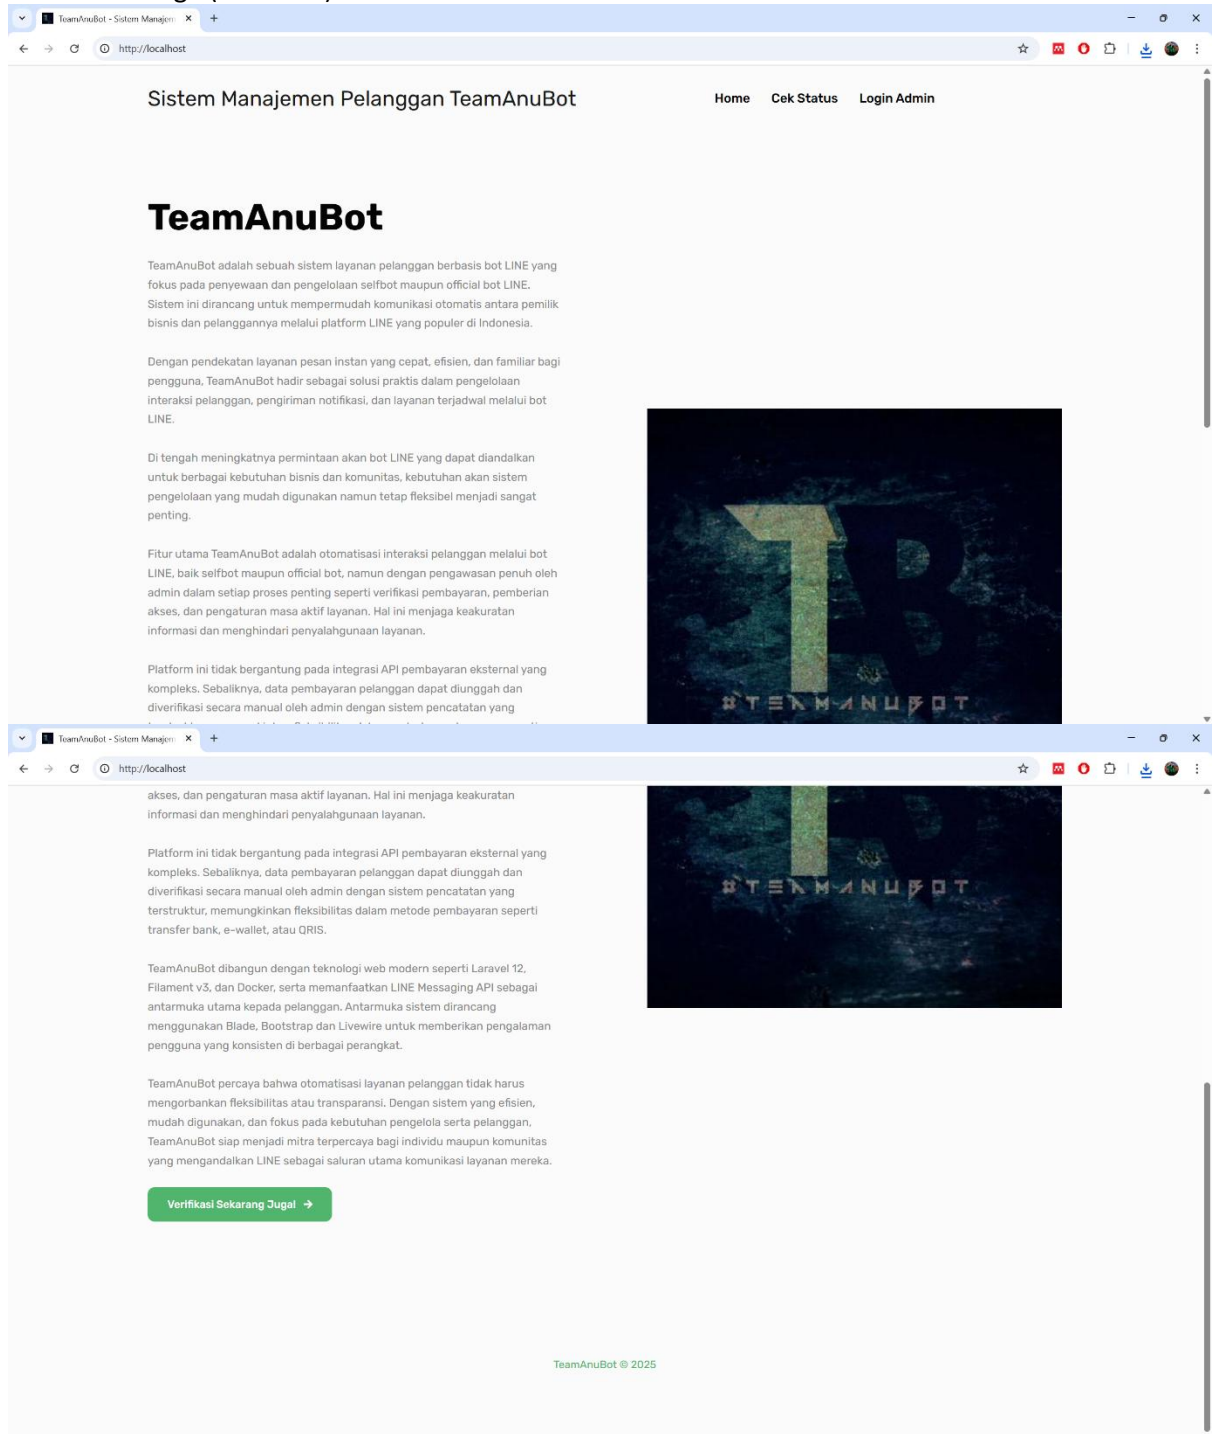 TeamAnuBot - Sistem Manajem
http://localhost
Sistem Manajemen Pelanggan TeamAnuBot
Home Cek Status Login Admin
TeamAnuBot
TeamAnuBot adalah sebuah sistem layanan pelanggan berbasis bot LINE yang
fokus pada penyewaan dan pengelolaan selfbot maupun official bot LINE.
Sistem ini dirancang untuk mempermudah komunikasi otomatis antara pemilik
bisnis dan pelanggannya melalui platform LINE yang populer di Indonesia.
Dengan pendekatan layanan pesan instan yang cepat, efisien, dan familiar bagi
pengguna, TeamAnuBot hadir sebagai solusi praktis dalam pengelolaan
interaksi pelanggan, pengiriman notifikasi, dan layanan terjadwal melalui bot
LINE.
Di tengah meningkatnya permintaan akan bot LINE yang dapat diandalkan
untuk berbagai kebutuhan bisnis dan komunitas, kebutuhan akan sistem
pengelolaan yang mudah digunakan namun tetap fleksibel menjadi sangat
penting.
Fitur utama TeamAnuBot adalah otomatisasi interaksi pelanggan melalui bot
LINE, baik selfbot maupun official bot, namun dengan pengawasan penuh oleh
admin dalam setiap proses penting seperti verifikasi pembayaran, pemberian
akses, dan pengaturan masa aktif layanan. Hal ini menjaga keakuratan
informasi dan menghindari penyalahgunaan layanan.
Platform ini tidak bergantung pada integrasi API pembayaran eksternal yang
kompleks. Sebaliknya, data pembayaran pelanggan dapat diunggah dan
diverifikasi secara manual oleh admin dengan sistem pencatatan yang
TB
#TEAMANUBOT
TeamAnuBot - Sistem Manajem
http://localhost
akses, dan pengaturan masa aktif layanan. Hal ini menjaga keakuratan
informasi dan menghindari penyalahgunaan layanan.
Platform ini tidak bergantung pada integrasi API pembayaran eksternal yang
kompleks. Sebaliknya, data pembayaran pelanggan dapat diunggah dan
diverifikasi secara manual oleh admin dengan sistem pencatatan yang
terstruktur, memungkinkan fleksibilitas dalam metode pembayaran seperti
transfer bank, e-wallet, atau QRIS.
TeamAnuBot dibangun dengan teknologi web modern seperti Laravel 12,
Filament v3, dan Docker, serta memanfaatkan LINE Messaging API sebagai
antarmuka utama kepada pelanggan. Antarmuka sistem dirancang
menggunakan Blade, Bootstrap dan Livewire untuk memberikan pengalaman
pengguna yang konsisten di berbagai perangkat.
TeamAnuBot percaya bahwa otomatisasi layanan pelanggan tidak harus
mengorbankan fleksibilitas atau transparansi. Dengan sistem yang efisien,
mudah digunakan, dan fokus pada kebutuhan pengelola serta pelanggan,
TeamAnuBot siap menjadi mitra terpercaya bagi individu maupun komunitas
yang mengandalkan LINE sebagai saluran utama komunikasi layanan mereka.
#TEAMANUBOT
Verifikasi Sekarang Juga! →
TeamAnuBot © 2025